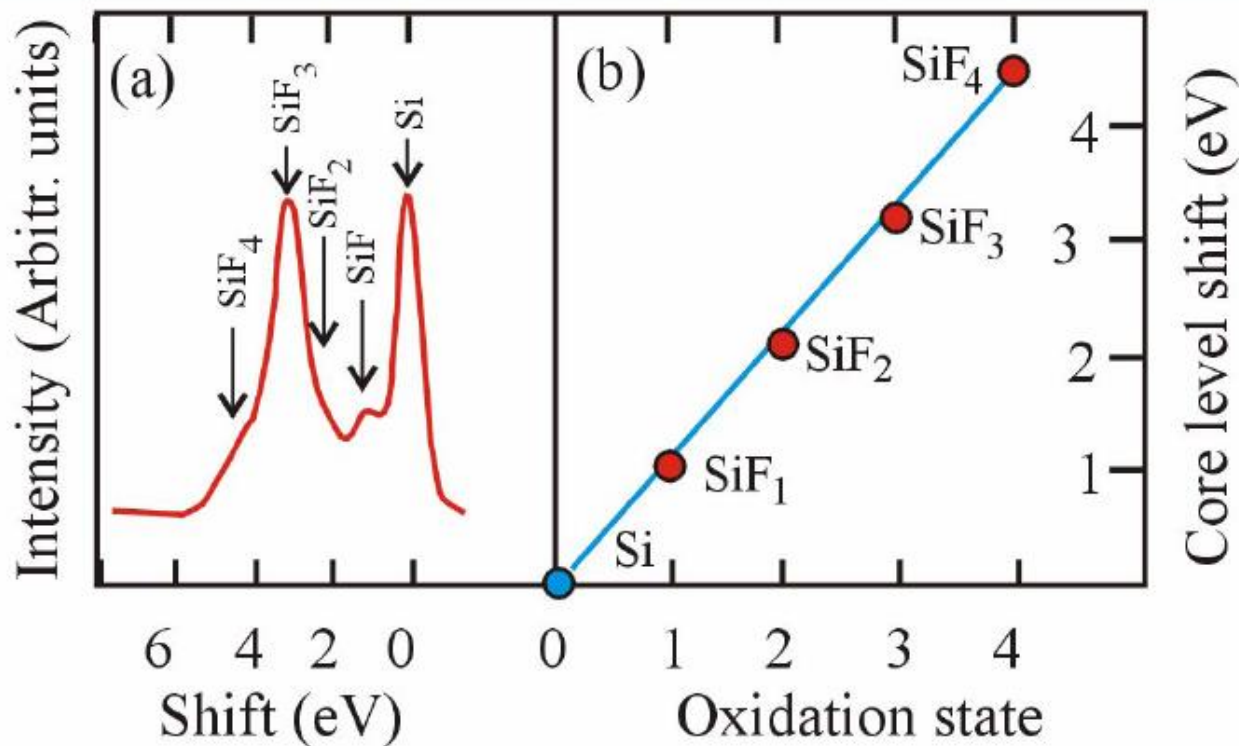 Intensity (Arbitr. units)
(a)
SiF4
SiF3
SiF2
SiF
Si
6 4 2 0
Shift (eV)
(b)
SiF4
SiF3
SiF2
SiF1
Si
0 1 2 3 4
Oxidation state
4
3
2
1
Core level shift (eV)